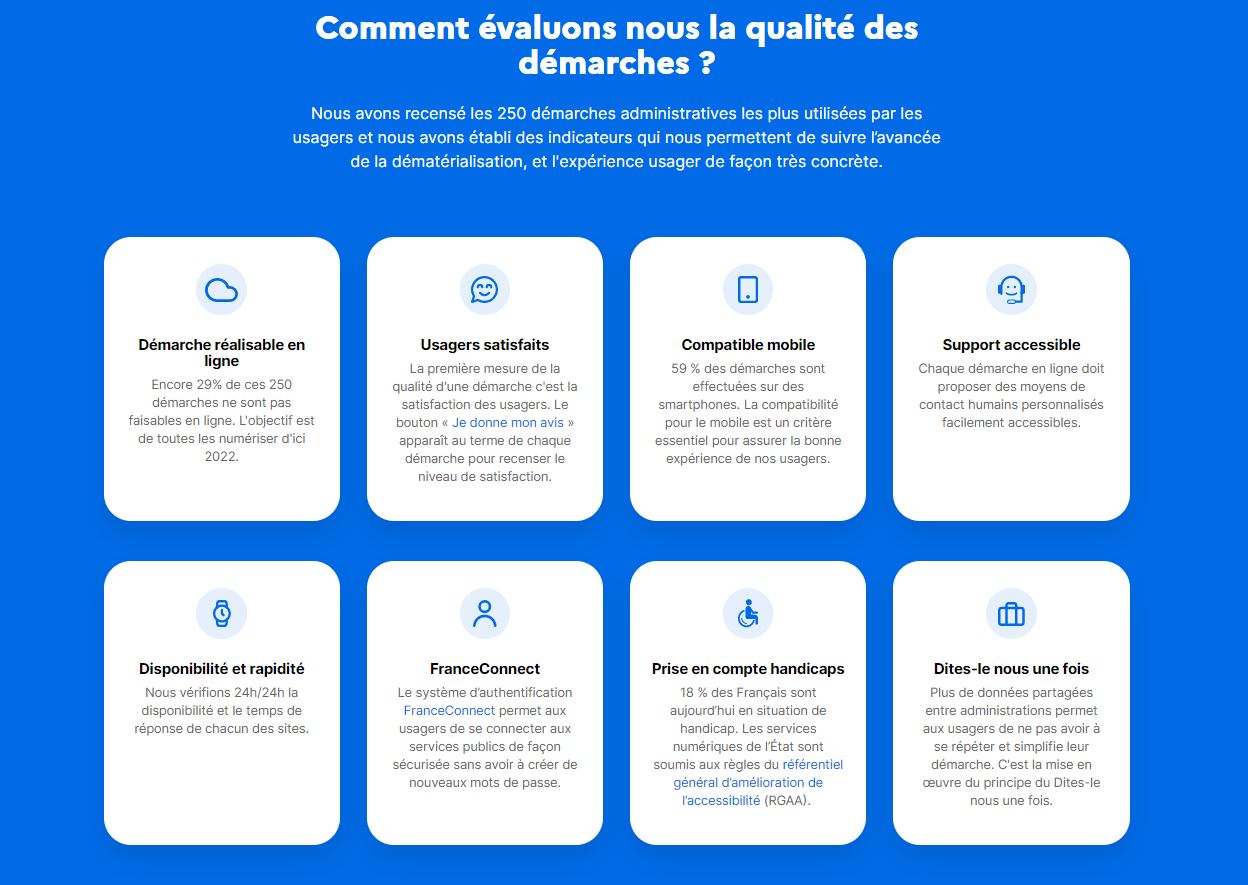 Comment évaluons nous la qualité des
démarches ?
Nous avons recensé les 250 démarches administratives les plus utilisées par les
usagers et nous avons établi des indicateurs qui nous permettent de suivre l’avancée
de la dématérialisation, et l'expérience usager de façon très concrète.
Démarche réalisable en
ligne
Encore 29% de ces 250
démarches ne sont pas
faisables en ligne. L'objectif est
de toutes les numériser d'ici
2022.
Usagers satisfaits
La première mesure de la
qualité d'une démarche c'est la
satisfaction des usagers. Le
bouton « Je donne mon avis »
apparaît au terme de chaque
démarche pour recenser le
niveau de satisfaction.
Compatible mobile
59 % des démarches sont
effectuées sur des
smartphones. La compatibilité
pour le mobile est un critère
essentiel pour assurer la bonne
expérience de nos usagers.
Support accessible
Chaque démarche en ligne doit
proposer des moyens de
contact humains personnalisés
facilement accessibles.
Disponibilité et rapidité
Nous vérifions 24h/24h la
disponibilité et le temps de
réponse de chacun des sites.
FranceConnect
Le système d’authentification
FranceConnect permet aux
usagers de se connecter aux
services publics de façon
sécurisée sans avoir à créer de
nouveaux mots de passe.
Prise en compte handicaps
18 % des Français sont
aujourd’hui en situation de
handicap. Les services
numériques de l’État sont
soumis aux règles du référentiel
général d’amélioration de
l’accessibilité (RGAA).
Dites-le nous une fois
Plus de données partagées
entre administrations permet
aux usagers de ne pas avoir à
se répéter et simplifie leur
démarche. C'est la mise en
œuvre du principe du Dites-le
nous une fois.